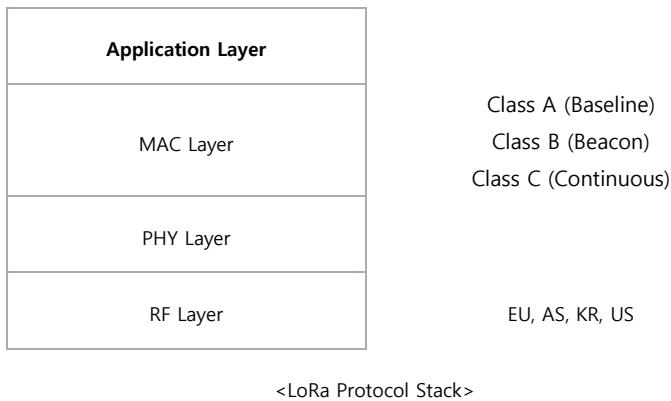 Application Layer
MAC Layer
Class A (Baseline)
Class B (Beacon)
Class C (Continuous)
PHY Layer
RF Layer
EU, AS, KR, US
<LoRa Protocol Stack>